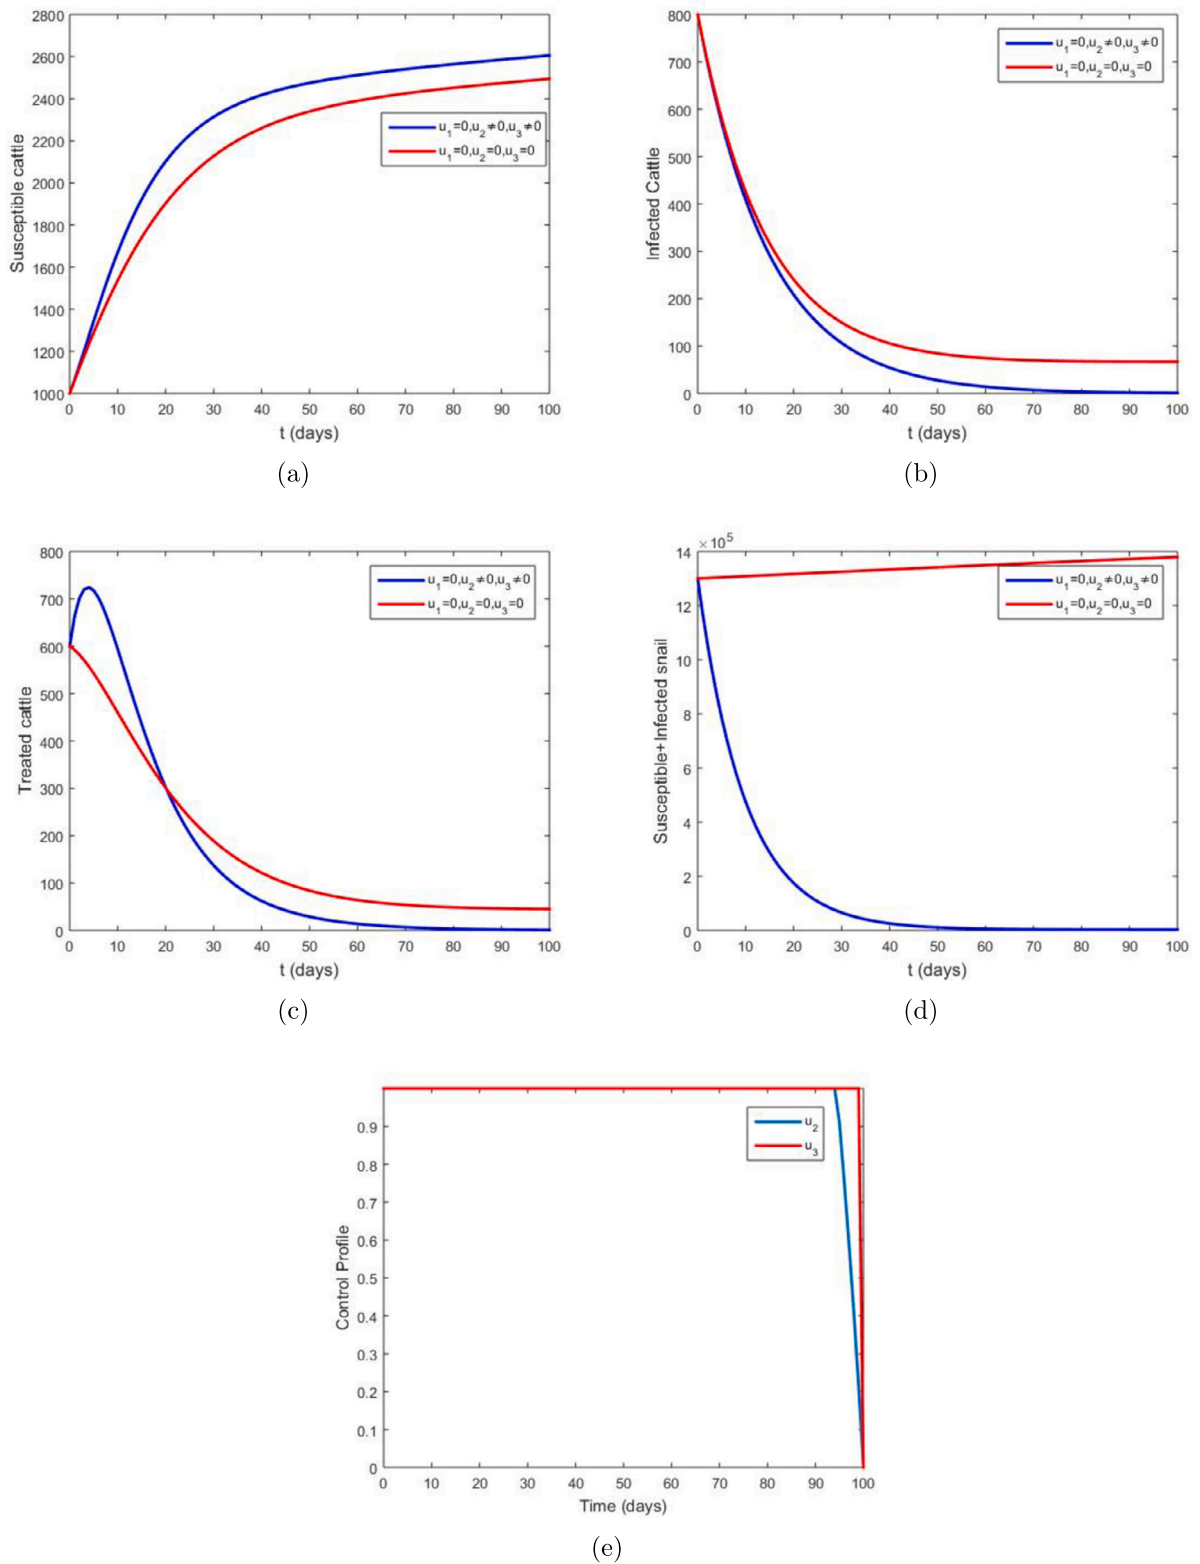 2800
2600
2400
2200
2000
1800
1600
1400
1200
1000
Susceptible cattle
u1=0,u2≠0,u3≠0
u1=0,u2=0,u3=0
0 10 20 30 40 50 60 70 80 90 100
t (days)
(a)
800
700
600
500
400
300
200
100
0
Infected Cattle
u1=0,u2≠0,u3≠0
u1=0,u2=0,u3=0
0 10 20 30 40 50 60 70 80 90 100
t (days)
(b)
800
700
600
500
400
300
200
100
0
Treated cattle
u1=0,u2≠0,u3≠0
u1=0,u2=0,u3=0
0 10 20 30 40 50 60 70 80 90 100
t (days)
(c)
×10^5
14
12
10
8
6
4
2
0
Susceptible+Infected snail
u1=0,u2≠0,u3≠0
u1=0,u2=0,u3=0
0 10 20 30 40 50 60 70 80 90 100
t (days)
(d)
0.9
0.8
0.7
0.6
0.5
0.4
0.3
0.2
0.1
0
Control Profile
u2
u3
0 10 20 30 40 50 60 70 80 90 100
Time (days)
(e)